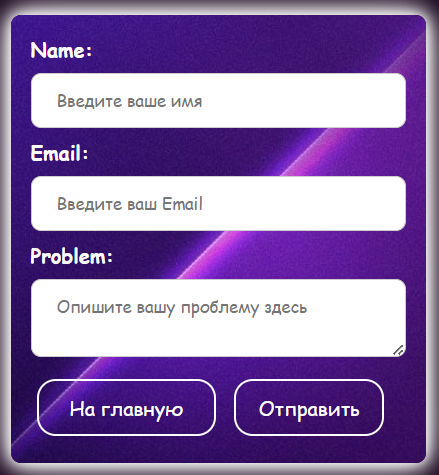 Name:
Введите ваше имя
Email:
Введите ваш Email
Problem:
Опишите вашу проблему здесь
На главную
Отправить